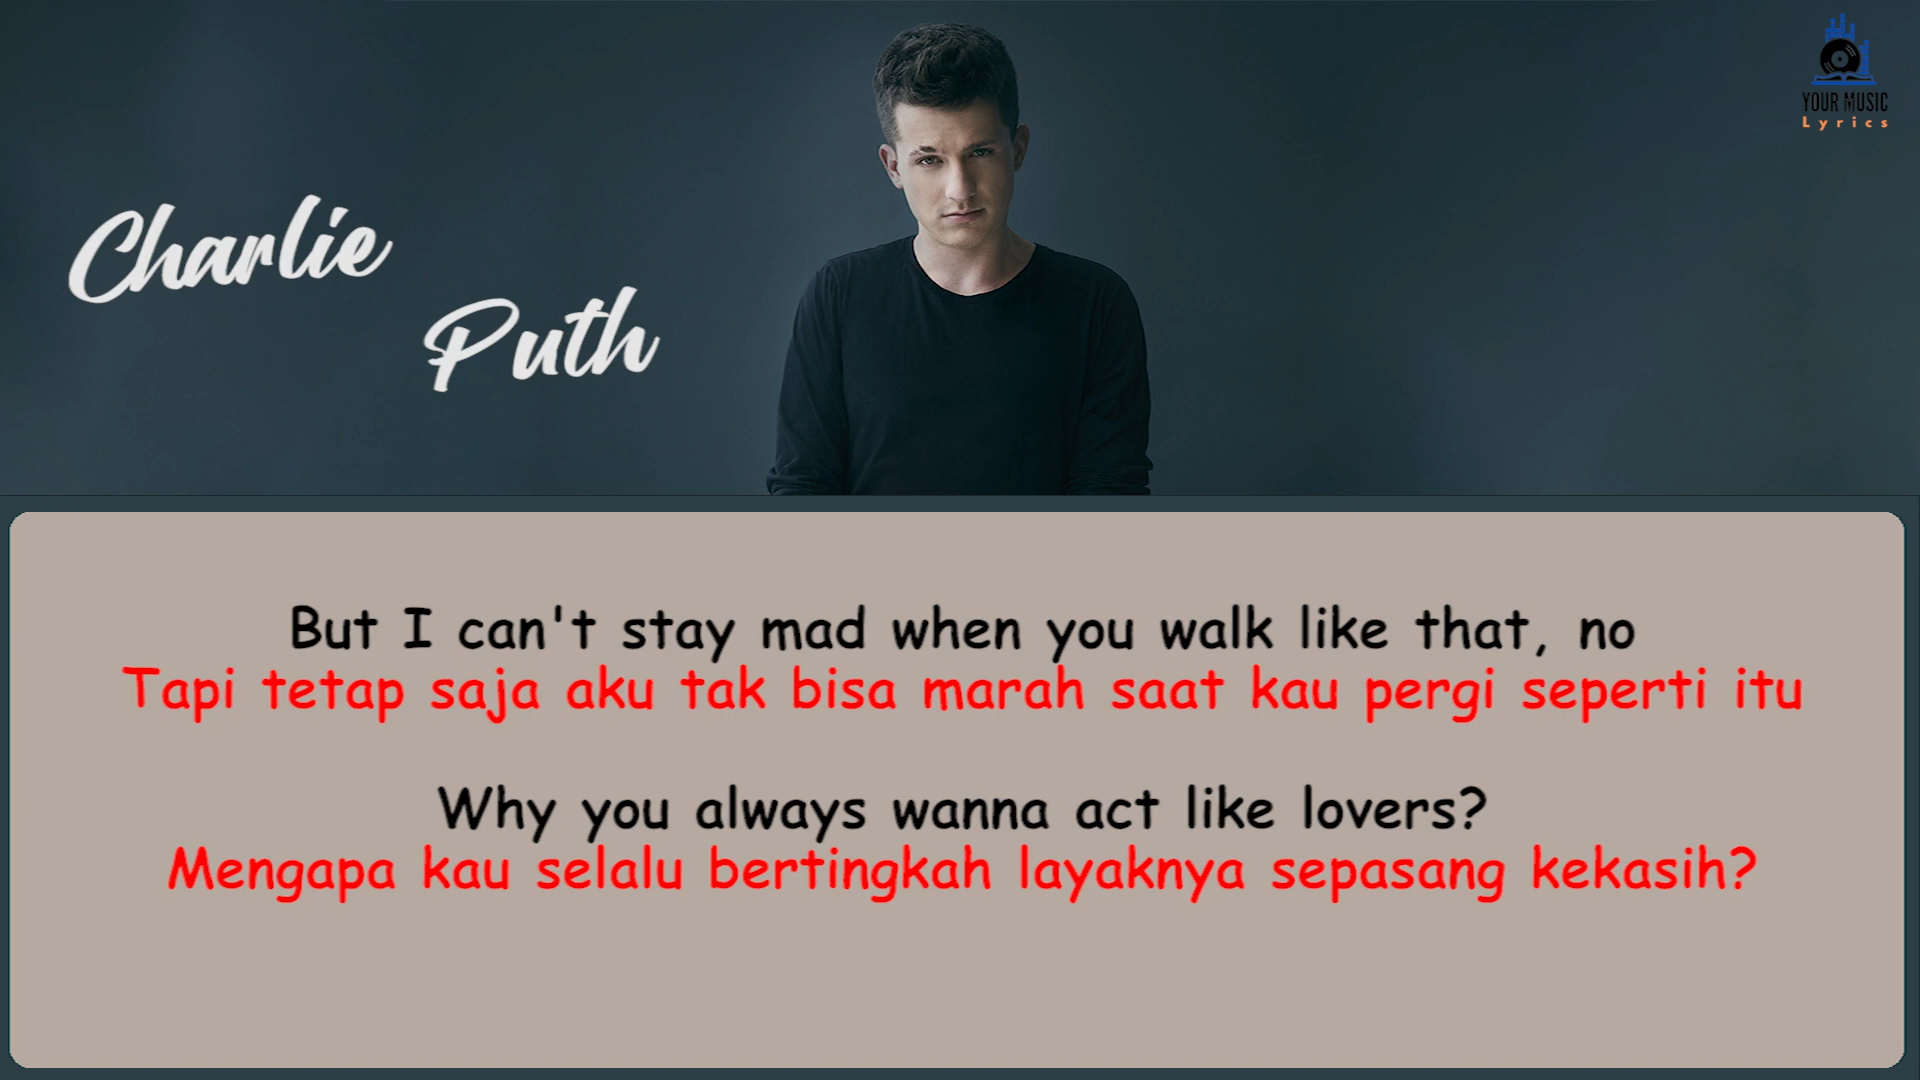 Charlie
Puth
YOUR MUSIC
Lyrics
But I can't stay mad when you walk like that, no
Tapi tetap saja aku tak bisa marah saat kau pergi seperti itu
Why you always wanna act like lovers?
Mengapa kau selalu bertingkah layaknya sepasang kekasih?